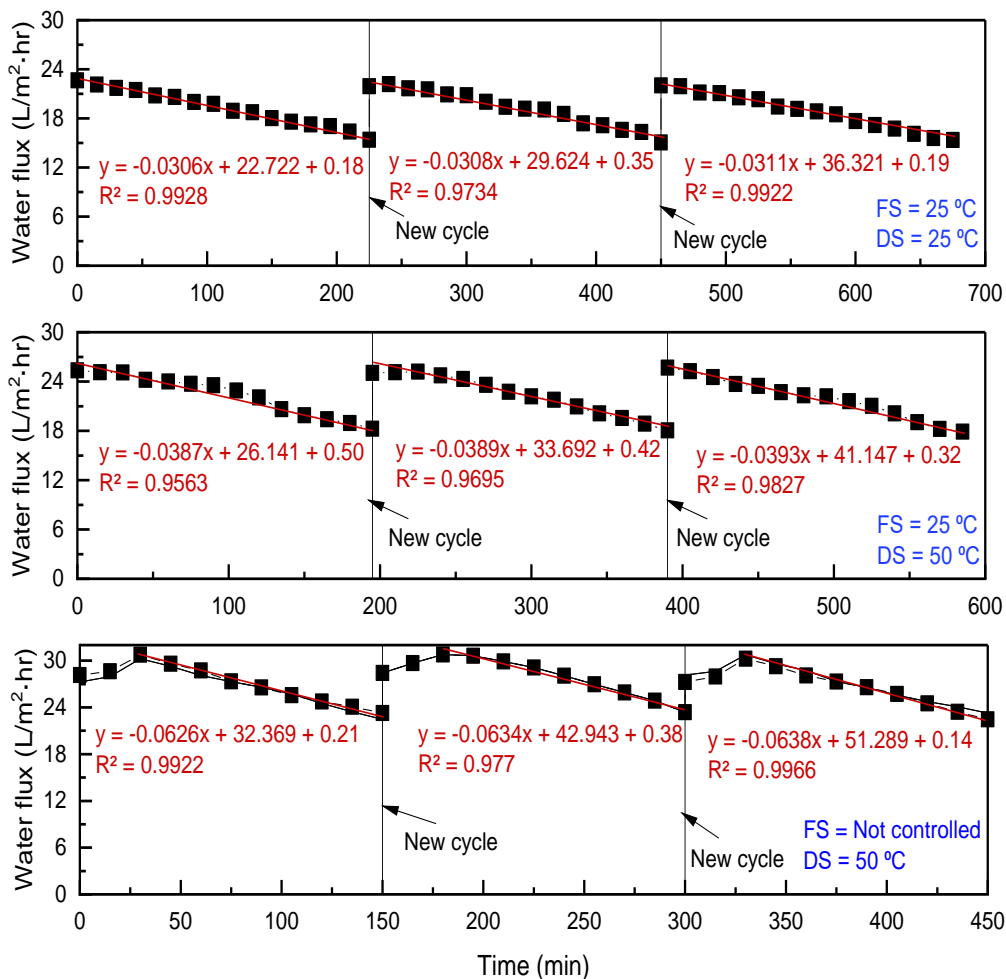 Water flux (L/m²·hr)
30
24
18
12
6
0
y = -0.0306x + 22.722 + 0.18
R² = 0.9928
y = -0.0308x + 29.624 + 0.35
R² = 0.9734
y = -0.0311x + 36.321 + 0.19
R² = 0.9922
New cycle
New cycle
FS = 25 ºC
DS = 25 ºC
0 100 200 300 400 500 600 700
Water flux (L/m²·hr)
30
24
18
12
6
0
y = -0.0387x + 26.141 + 0.50
R² = 0.9563
y = -0.0389x + 33.692 + 0.42
R² = 0.9695
y = -0.0393x + 41.147 + 0.32
R² = 0.9827
New cycle
New cycle
FS = 25 ºC
DS = 50 ºC
0 100 200 300 400 500 600
Water flux (L/m²·hr)
30
24
18
12
6
0
y = -0.0626x + 32.369 + 0.21
R² = 0.9922
y = -0.0634x + 42.943 + 0.38
R² = 0.977
y = -0.0638x + 51.289 + 0.14
R² = 0.9966
New cycle
New cycle
FS = Not controlled
DS = 50 ºC
0 50 100 150 200 250 300 350 400 450
Time (min)